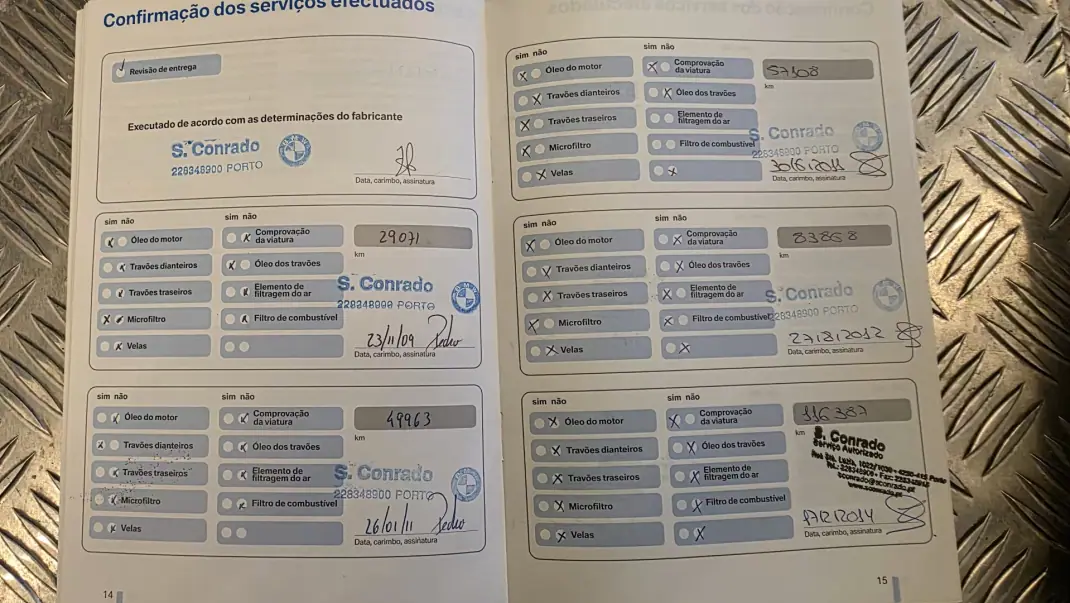 Confirmação dos serviços efectuados
Revisão de entrega
Executado de acordo com as determinações do fabricante
S. Conrado
226348900 PORTO
Data, carimbo, assinatura
sim não
sim não
Óleo do motor
Comprovação
da viatura
29071
km
Travões dianteiros
Óleo dos travões
Travões traseiros
Elemento de
filtragem do ar
S. Conrado
228348900 PORTO
Microfiltro
Filtro de combustível
23/11/09 Pedro
Velas
Data, carimbo, assinatura
sim não
sim não
Óleo do motor
Comprovação
da viatura
49963
km
Travões dianteiros
Óleo dos travões
Travões traseiros
Elemento de
filtragem do ar
S. Conrado
228348900 PORTO
Microfiltro
Filtro de combustível
26/01/11 Pedro
Velas
Data, carimbo, assinatura
14
sim não
sim não
Óleo do motor
Comprovação
da viatura
57308
km
Travões dianteiros
Óleo dos travões
Travões traseiros
Elemento de
filtragem do ar
S. Conrado
PORTO
Microfiltro
Filtro de combustível
Velas
Data, carimbo, assinatura
sim não
sim não
Óleo do motor
Comprovação
da viatura
83868
km
Travões dianteiros
Óleo dos travões
Travões traseiros
Elemento de
filtragem do ar
S. Conrado
228348900 PORTO
Microfiltro
Filtro de combustível
27/8/2012
Velas
Data, carimbo, assinatura
sim não
sim não
Óleo do motor
Comprovação
da viatura
116387
km
Travões dianteiros
Óleo dos travões
S. Conrado
Serviço Autorizado
Travões traseiros
Elemento de
filtragem do ar
sconrado@sconrado.pt
www.sconrado.pt
Microfiltro
Filtro de combustível
Velas
Data, carimbo, assinatura
15